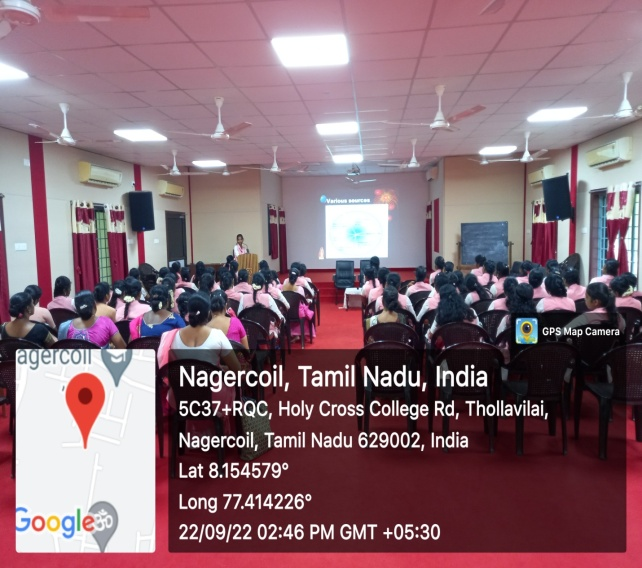 Various sources
GPS Map Camera
agercoil
Google
Nagercoil, Tamil Nadu, India
5C37+RQC, Holy Cross College Rd, Thollavilai,
Nagercoil, Tamil Nadu 629002, India
Lat 8.154579°
Long 77.414226°
22/09/22 02:46 PM GMT +05:30